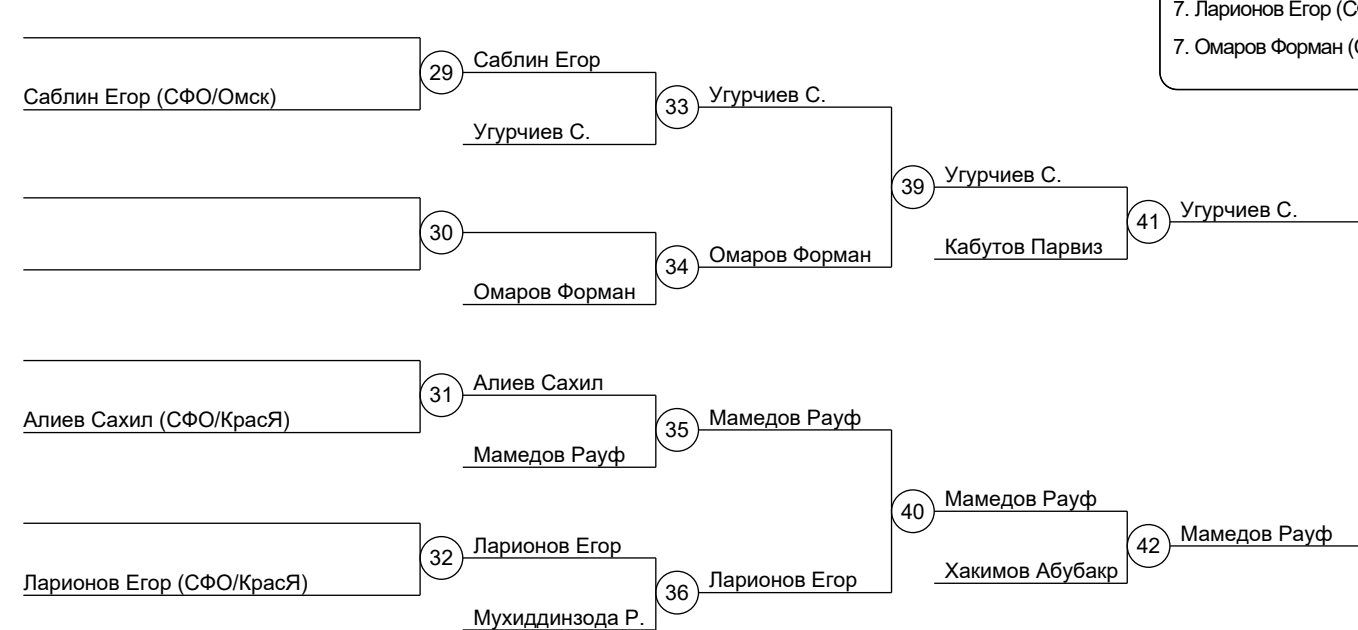 7. Ларионов Егор (С
7. Омаров Форман (
Саблин Егор (СФО/Омск)
29
Саблин Егор
Угурчиев С.
33
Угурчиев С.
30
Омаров Форман
34
Омаров Форман
39
Угурчиев С.
Кабутов Парвиз
41
Угурчиев С.
Алиев Сахил (СФО/КрасЯ)
31
Алиев Сахил
Мамедов Рауф
35
Мамедов Рауф
Ларионов Егор (СФО/КрасЯ)
32
Ларионов Егор
Мухиддинзода Р.
36
Ларионов Егор
40
Мамедов Рауф
Хакимов Абубакр
42
Мамедов Рауф